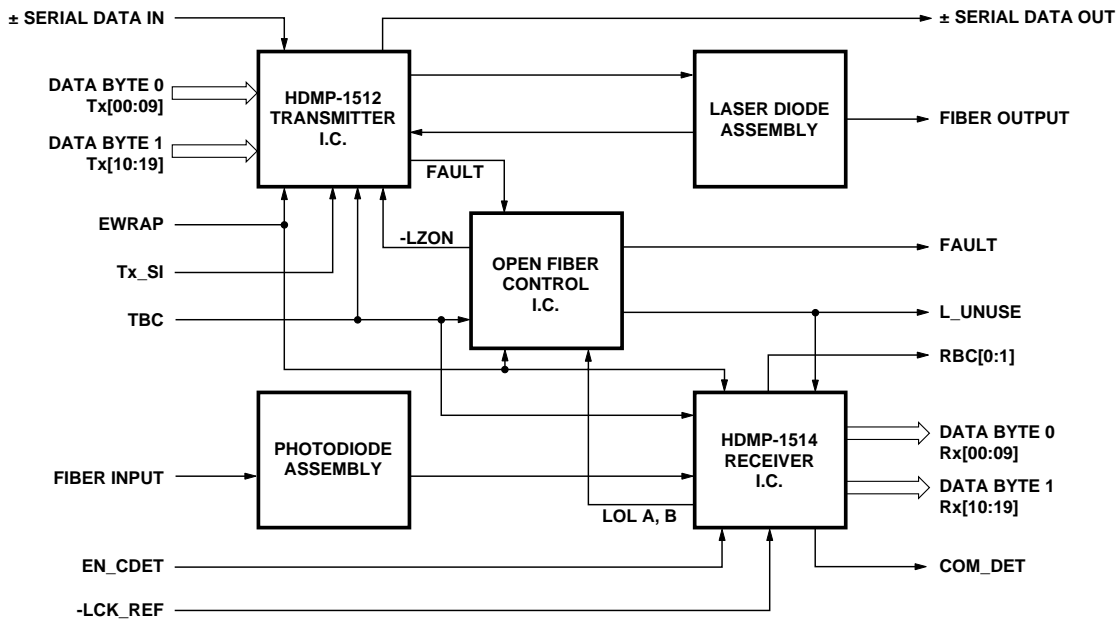 ± SERIAL DATA IN
± SERIAL DATA OUT
DATA BYTE 0
Tx[00:09]
HDMP-1512
TRANSMITTER
I.C.
LASER DIODE
ASSEMBLY
FIBER OUTPUT
DATA BYTE 1
Tx[10:19]
FAULT
EWRAP
-LZON
OPEN FIBER
CONTROL
I.C.
FAULT
Tx_SI
TBC
L_UNUSE
RBC[0:1]
PHOTODIODE
ASSEMBLY
HDMP-1514
RECEIVER
I.C.
DATA BYTE 0
Rx[00:09]
FIBER INPUT
DATA BYTE 1
Rx[10:19]
LOL A, B
EN_CDET
COM_DET
-LCK_REF